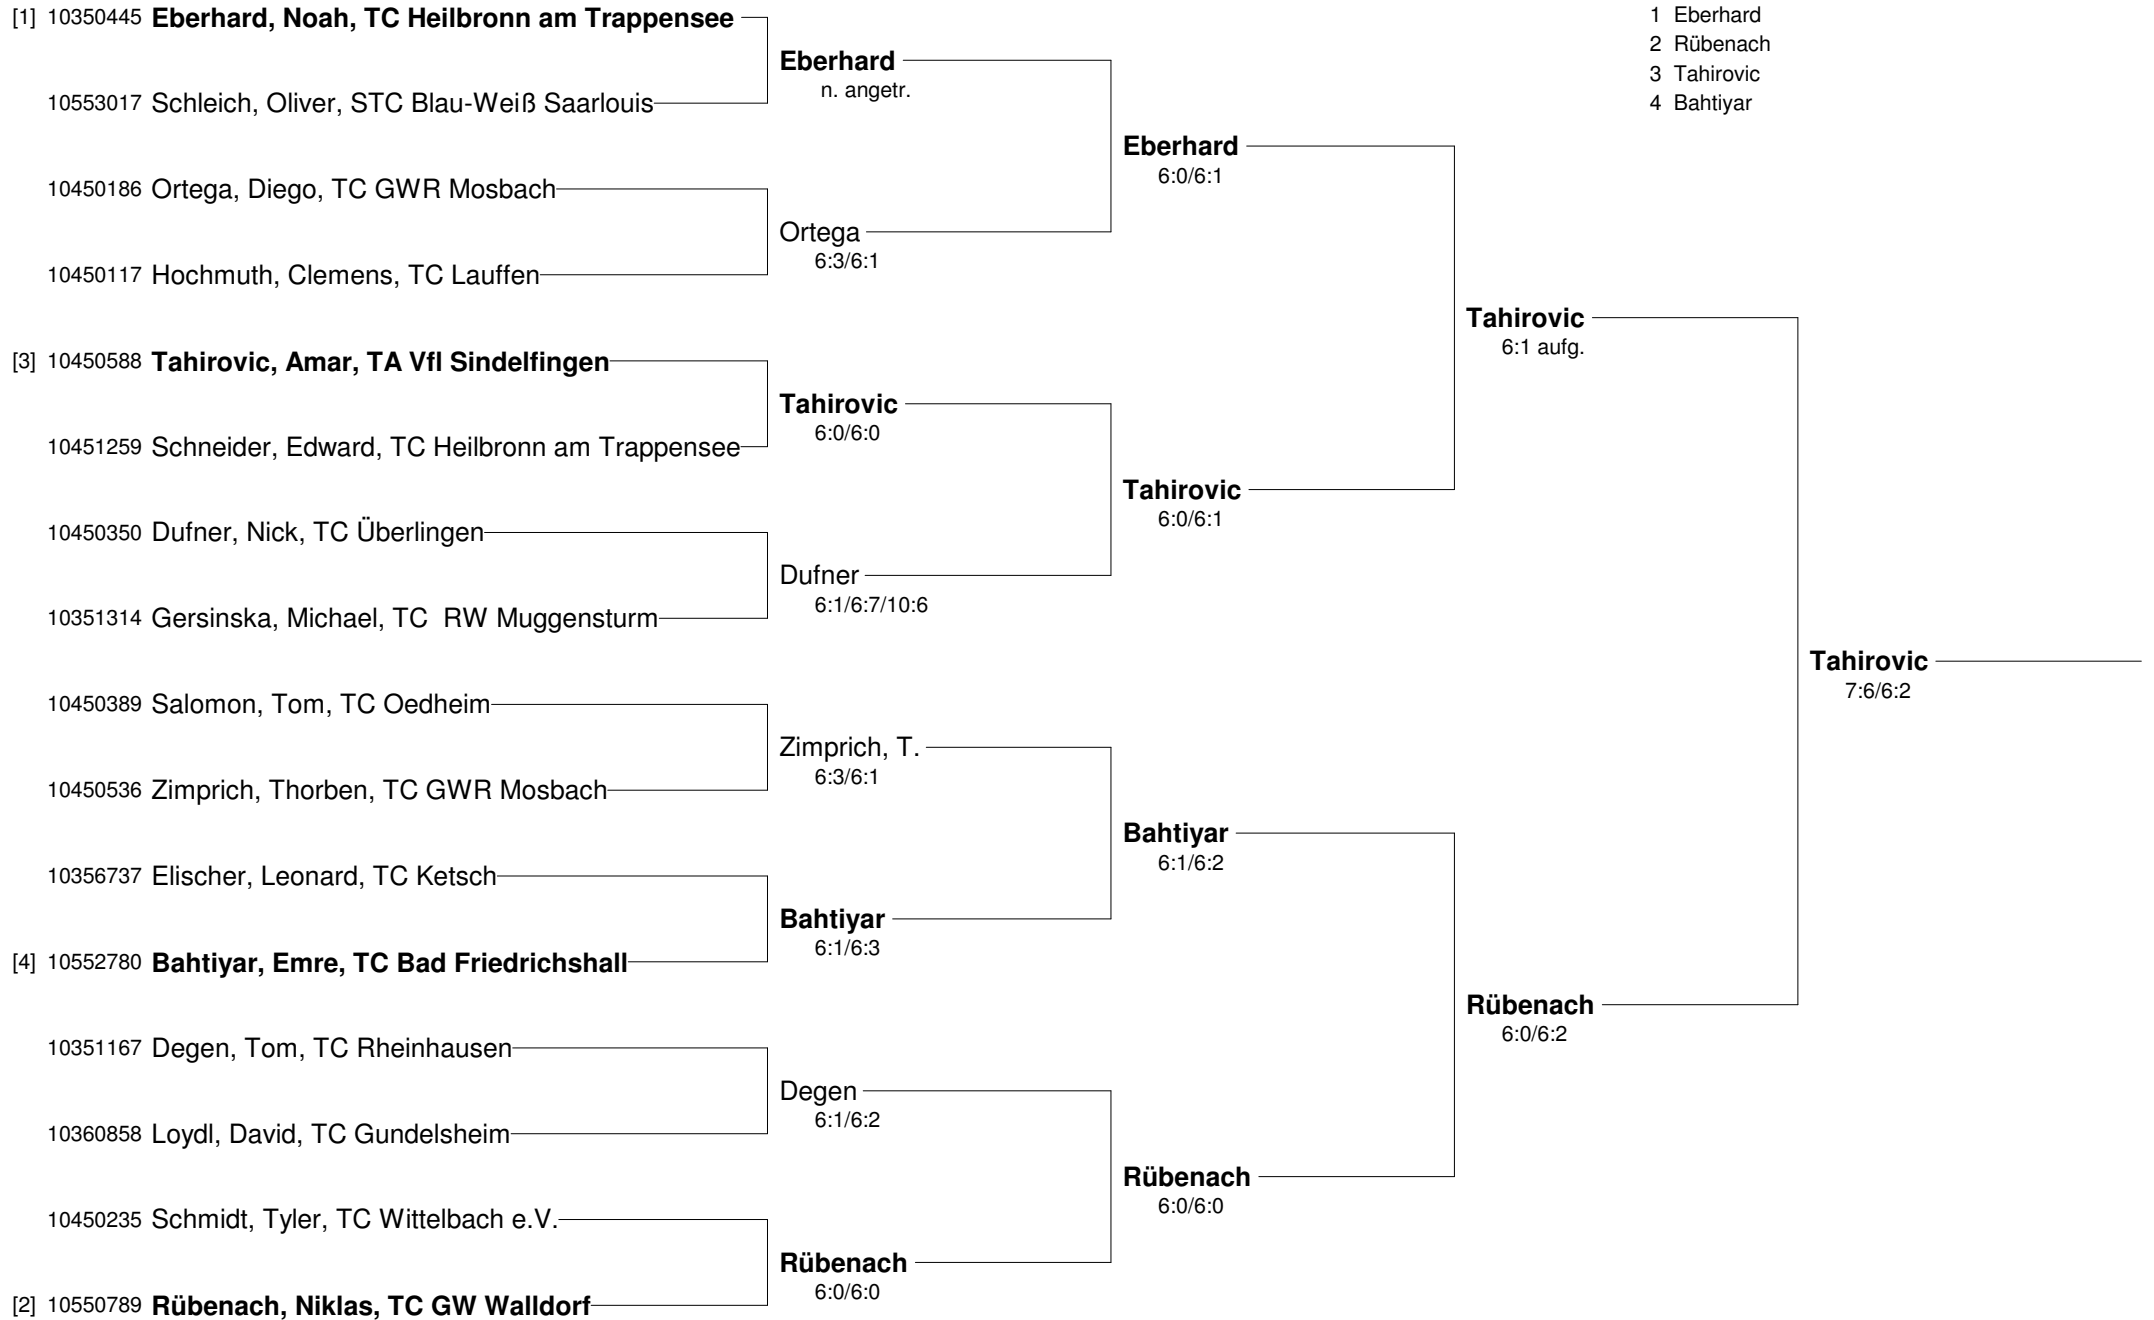 [1] 10350445 Eberhard, Noah, TC Heilbronn am Trappensee
10553017 Schleich, Oliver, STC Blau-Weiß Saarlouis
10450186 Ortega, Diego, TC GWR Mosbach
10450117 Hochmuth, Clemens, TC Lauffen
[3] 10450588 Tahirovic, Amar, TA Vfl Sindelfingen
10451259 Schneider, Edward, TC Heilbronn am Trappensee
10450350 Dufner, Nick, TC Überlingen
10351314 Gersinska, Michael, TC  RW Muggensturm
10450389 Salomon, Tom, TC Oedheim
10450536 Zimprich, Thorben, TC GWR Mosbach
10356737 Elischer, Leonard, TC Ketsch
[4] 10552780 Bahtiyar, Emre, TC Bad Friedrichshall
10351167 Degen, Tom, TC Rheinhausen
10360858 Loydl, David, TC Gundelsheim
10450235 Schmidt, Tyler, TC Wittelbach e.V.
[2] 10550789 Rübenach, Niklas, TC GW Walldorf
Eberhard
n. angetr.
Ortega
6:3/6:1
Tahirovic
6:0/6:0
Dufner
6:1/6:7/10:6
Zimprich, T.
6:3/6:1
Bahtiyar
6:1/6:3
Degen
6:1/6:2
Rübenach
6:0/6:0
Eberhard
6:0/6:1
Tahirovic
6:0/6:1
Bahtiyar
6:1/6:2
Rübenach
6:0/6:0
Tahirovic
6:1 aufg.
Rübenach
6:0/6:2
Tahirovic
7:6/6:2
1 Eberhard
2 Rübenach
3 Tahirovic
4 Bahtiyar